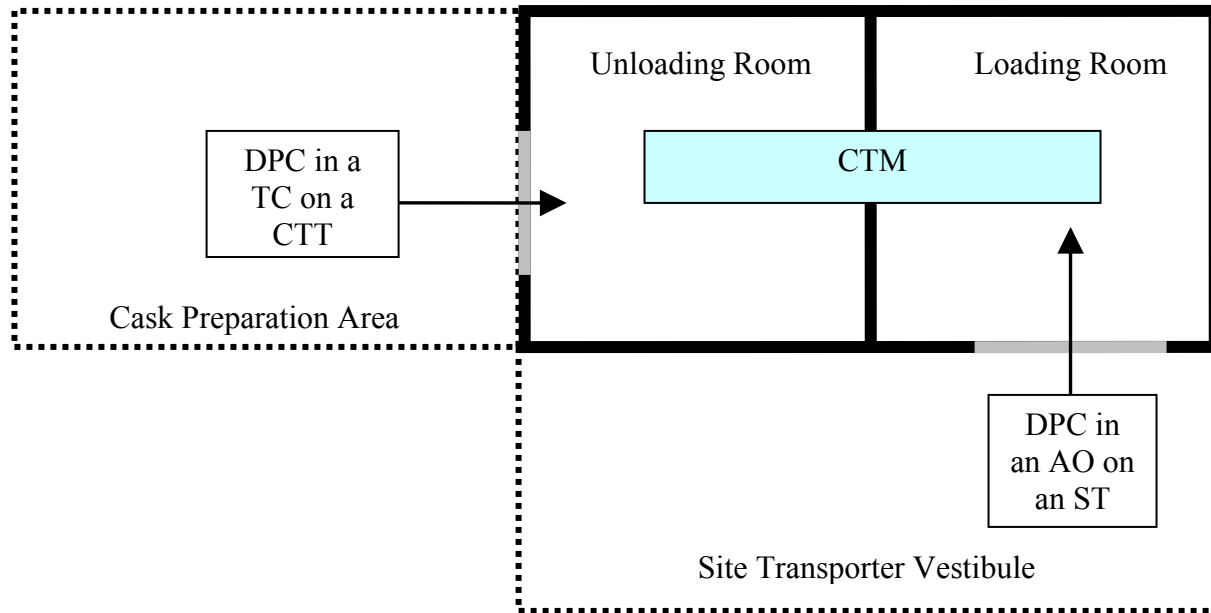 Unloading Room
Loading Room
DPC in a
TC on a
CTT
CTM
Cask Preparation Area
DPC in
an AO on
an ST
Site Transporter Vestibule